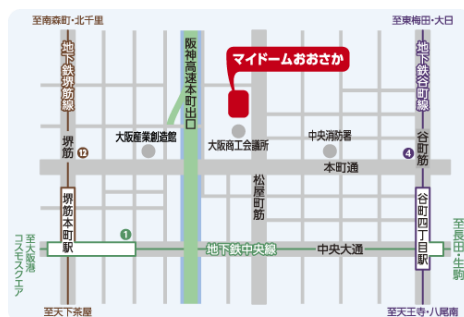 至南森町・北千里
至東梅田・大日
地下鉄堺筋線
阪神高速本町出口
マイドームおおさか
地下鉄谷町線
堺筋
12
大阪産業創造館
大阪商工会議所
中央消防署
4
谷町筋
本町通
松屋町筋
堺筋本町駅
谷町四丁目駅
1
地下鉄中央線
中央大通
至大阪港
コスモスクエア
至長田・生駒
至天下茶屋
至天王寺・八尾南